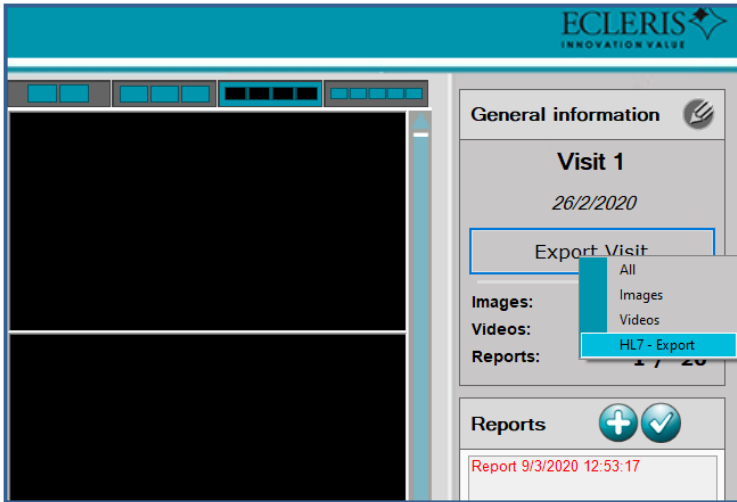 ECLERIS
INNOVATION VALUE
General information
Visit 1
26/2/2020
Export Visit
All
Images
Videos
HL7 - Export
Images:
Videos:
Reports:
Reports
Report 9/3/2020 12:53:17